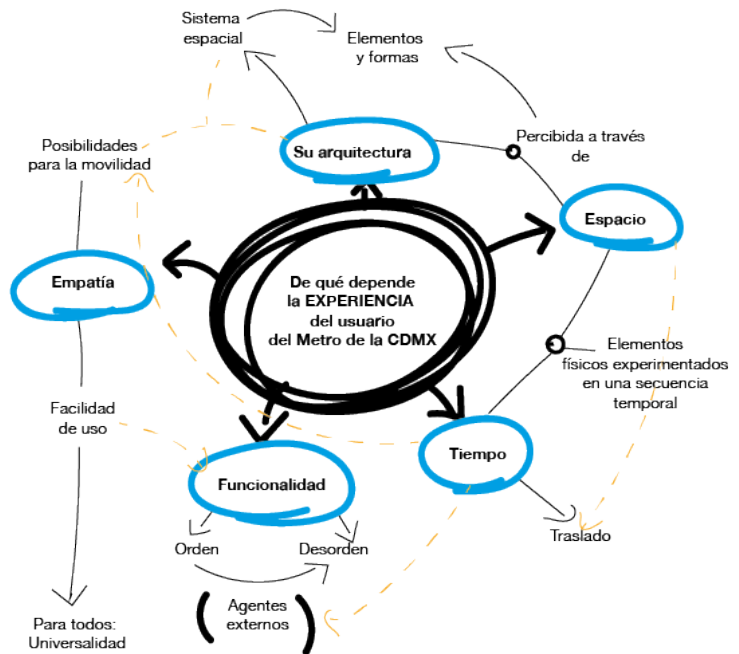 Sistema
espacial
Elementos
y formas
Posibilidades
para la movilidad
Su arquitectura
Percibida a través
de
Espacio
Empatía
De qué depende
la EXPERIENCIA
del usuario
del Metro de la CDMX
Elementos
físicos experimentados
en una secuencia
temporal
Facilidad
de uso
Funcionalidad
Tiempo
Traslado
Orden
Desorden
Agentes
externos
Para todos:
Universalidad